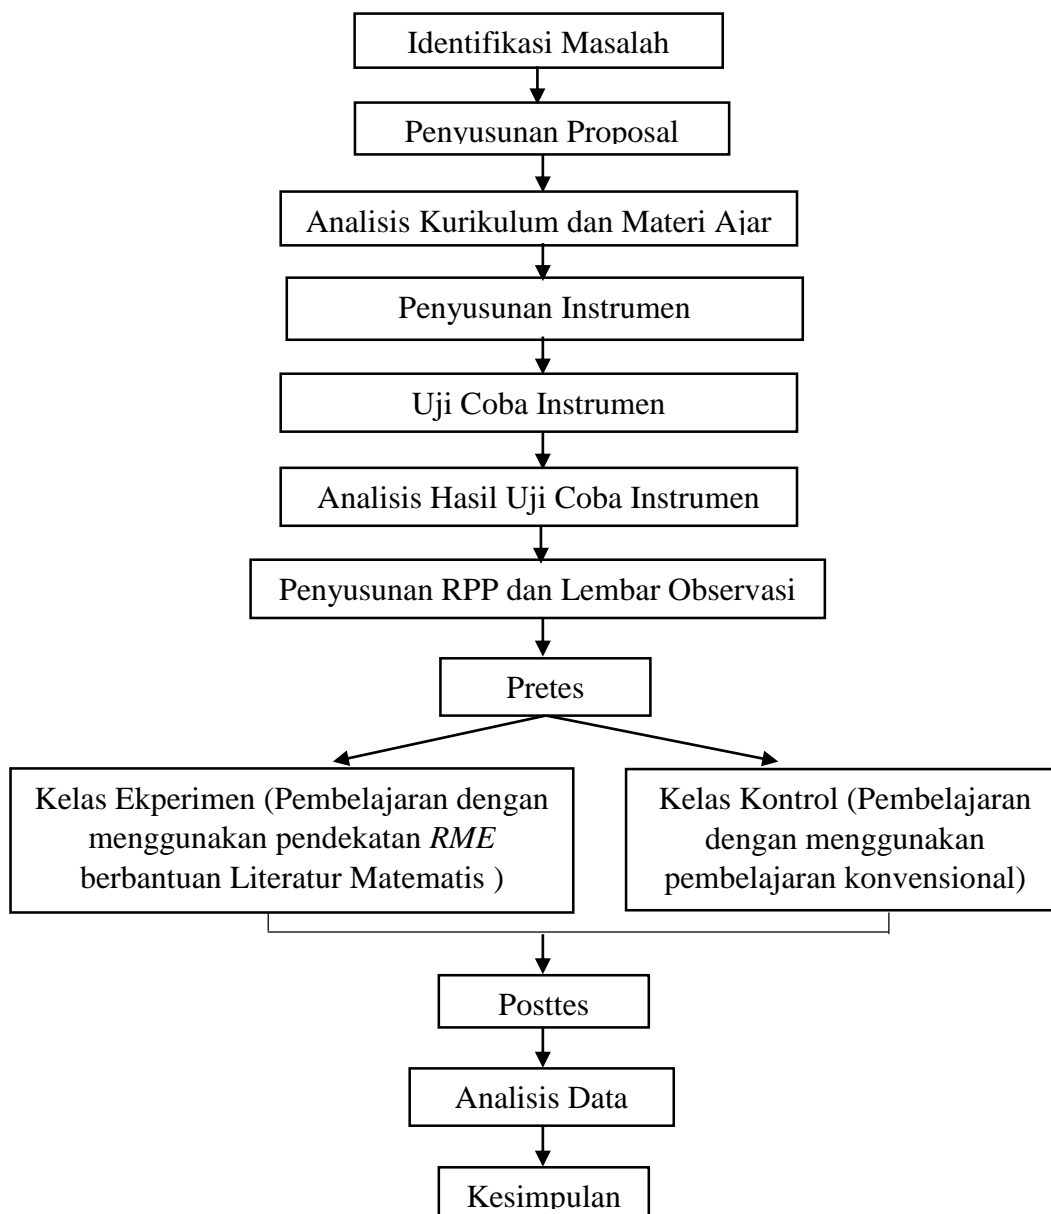 Identifikasi Masalah
Penyusunan Proposal
Analisis Kurikulum dan Materi Ajar
Penyusunan Instrumen
Uji Coba Instrumen
Analisis Hasil Uji Coba Instrumen
Penyusunan RPP dan Lembar Observasi
Pretes
Kelas Ekperimen (Pembelajaran dengan
menggunakan pendekatan RME
berbantuan Literatur Matematis )
Kelas Kontrol (Pembelajaran
dengan menggunakan
pembelajaran konvensional)
Posttes
Analisis Data
Kesimpulan